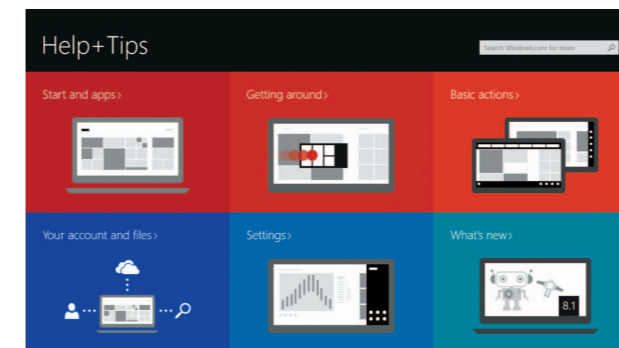 Help+Tips
Search Windows.com for more
Start and apps>
Getting around>
Basic actions>
Your account and files>
Settings>
What's new>
8.1